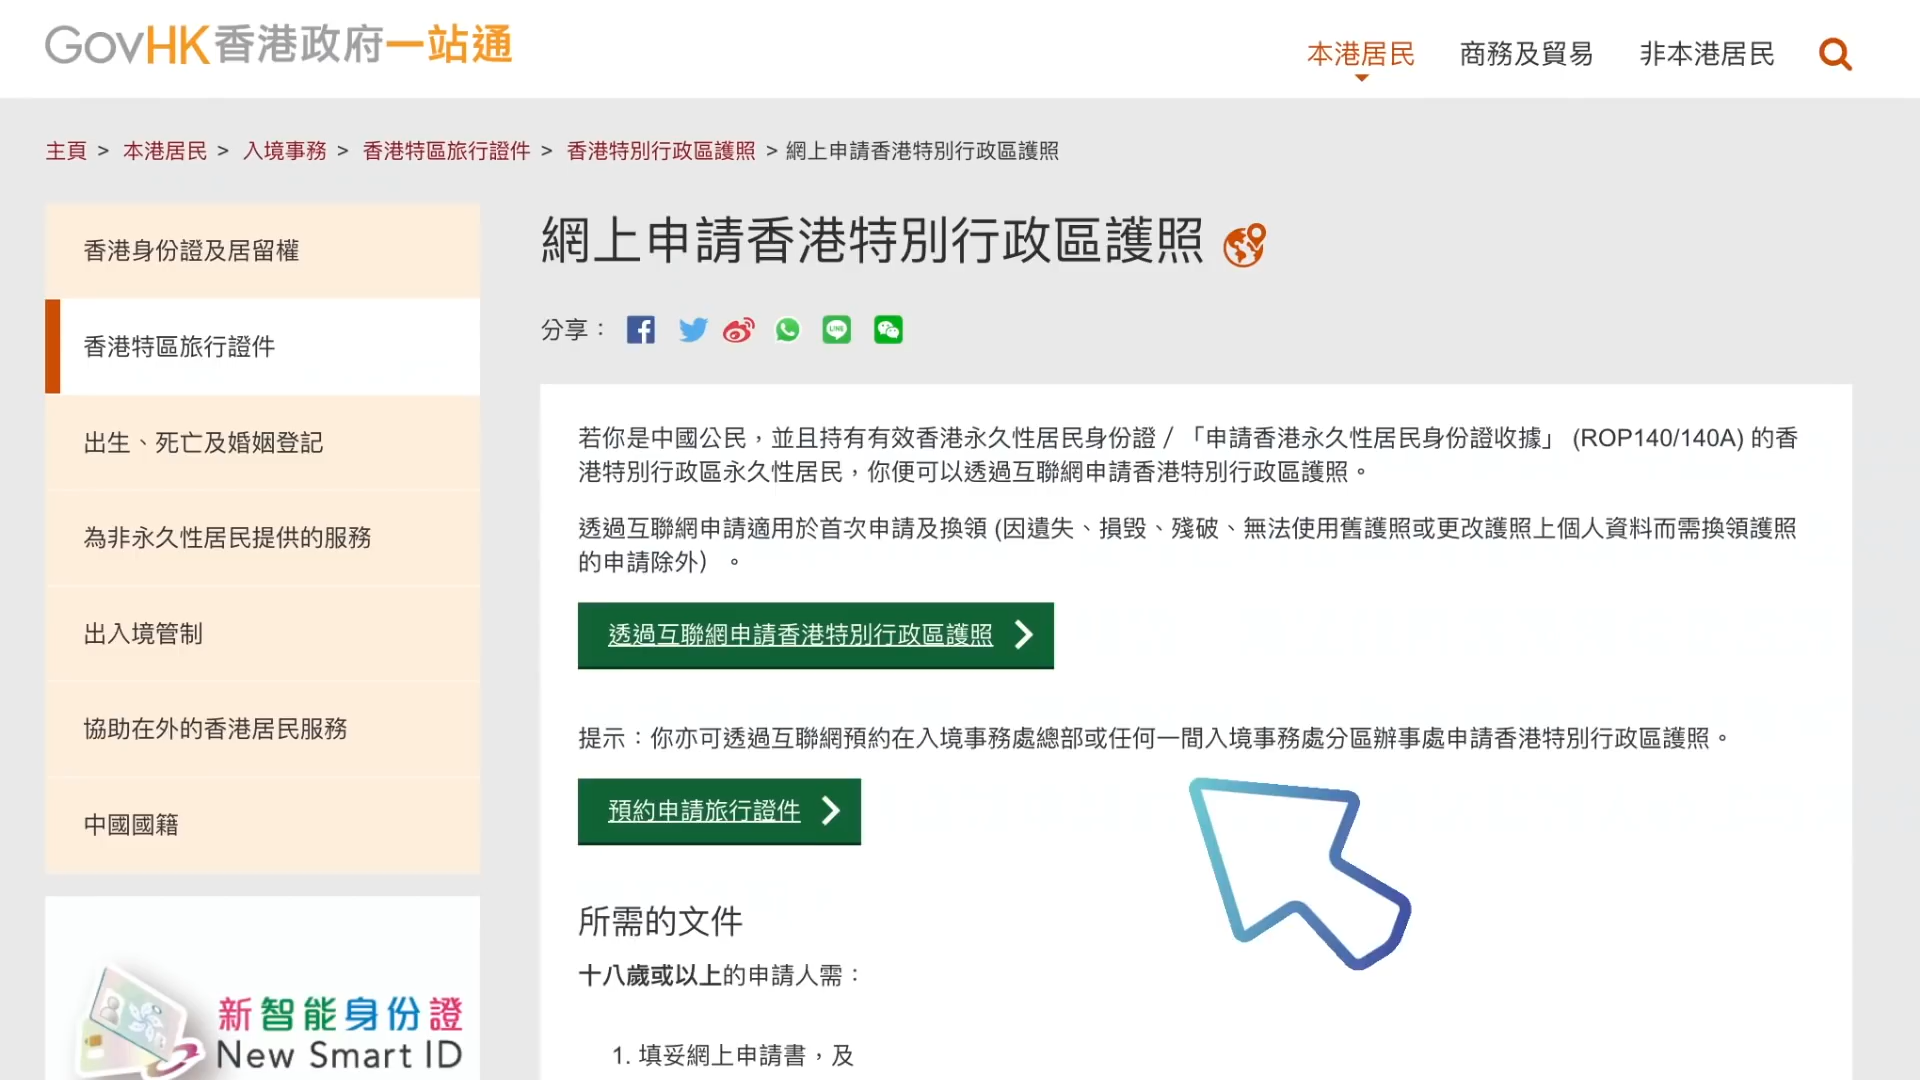 GovHK香港政府一站通
本港居民 商務及貿易 非本港居民
主頁 > 本港居民 > 入境事務 > 香港特區旅行證件 > 香港特別行政區護照 > 網上申請香港特別行政區護照
香港身份證及居留權
香港特區旅行證件
出生、死亡及婚姻登記
為非永久性居民提供的服務
出入境管制
協助在外的香港居民服務
中國國籍
新智能身份證
New Smart ID
網上申請香港特別行政區護照
分享：
LINE
若你是中國公民，並且持有有效香港永久性居民身份證 / 「申請香港永久性居民身份證收據」 (ROP140/140A) 的香
港特別行政區永久性居民，你便可以透過互聯網申請香港特別行政區護照。
透過互聯網申請適用於首次申請及換領 (因遺失、損毀、殘破、無法使用舊護照或更改護照上個人資料而需換領護照
的申請除外）。
透過互聯網申請香港特別行政區護照
提示：你亦可透過互聯網預約在入境事務處總部或任何一間入境事務處分區辦事處申請香港特別行政區護照。
預約申請旅行證件
所需的文件
十八歲或以上的申請人需：
1. 填妥網上申請書，及